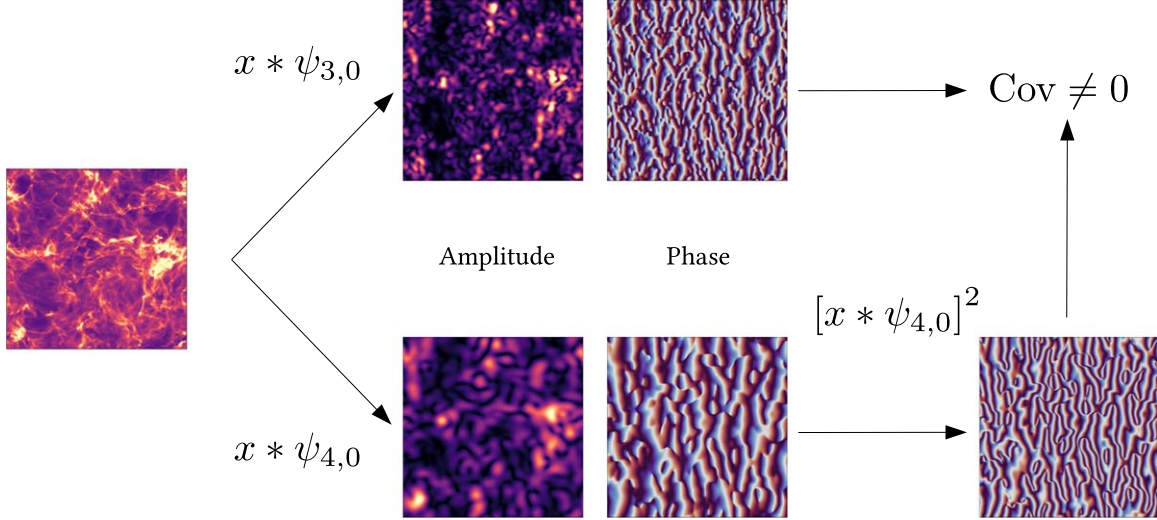 x ∗ ψ₃,₀
Cov ≠ 0
Amplitude
Phase
[x ∗ ψ₄,₀]²
x ∗ ψ₄,₀